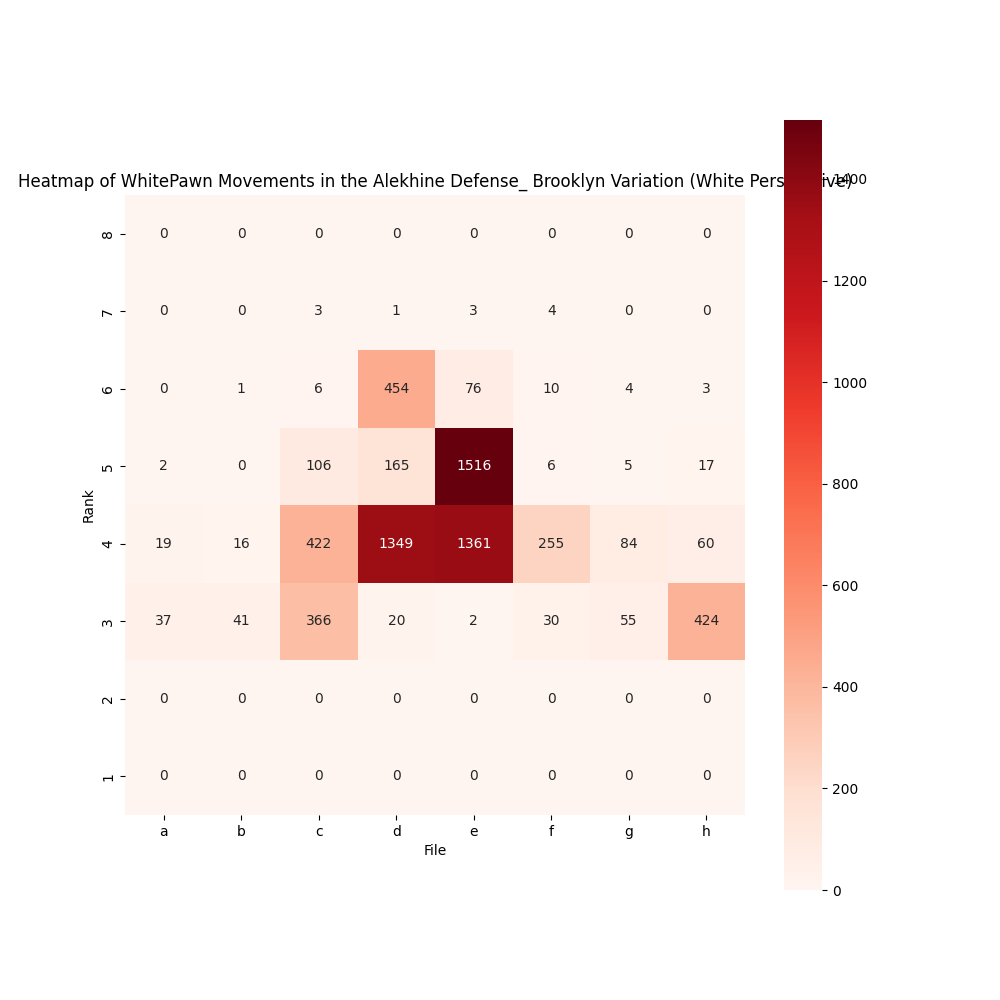 Heatmap of WhitePawn Movements in the Alekhine Defense_ Brooklyn Variation (White Pers ive)
1400
1200
1000
800
600
400
200
0
Rank
8 0 0 0 0 0 0 0 0
7 0 0 3 1 3 4 0 0
6 0 1 6 454 76 10 4 3
5 2 0 106 165 1516 6 5 17
4 19 16 422 1349 1361 255 84 60
3 37 41 366 20 2 30 55 424
2 0 0 0 0 0 0 0 0
1 0 0 0 0 0 0 0 0
a b c d e f g h
File